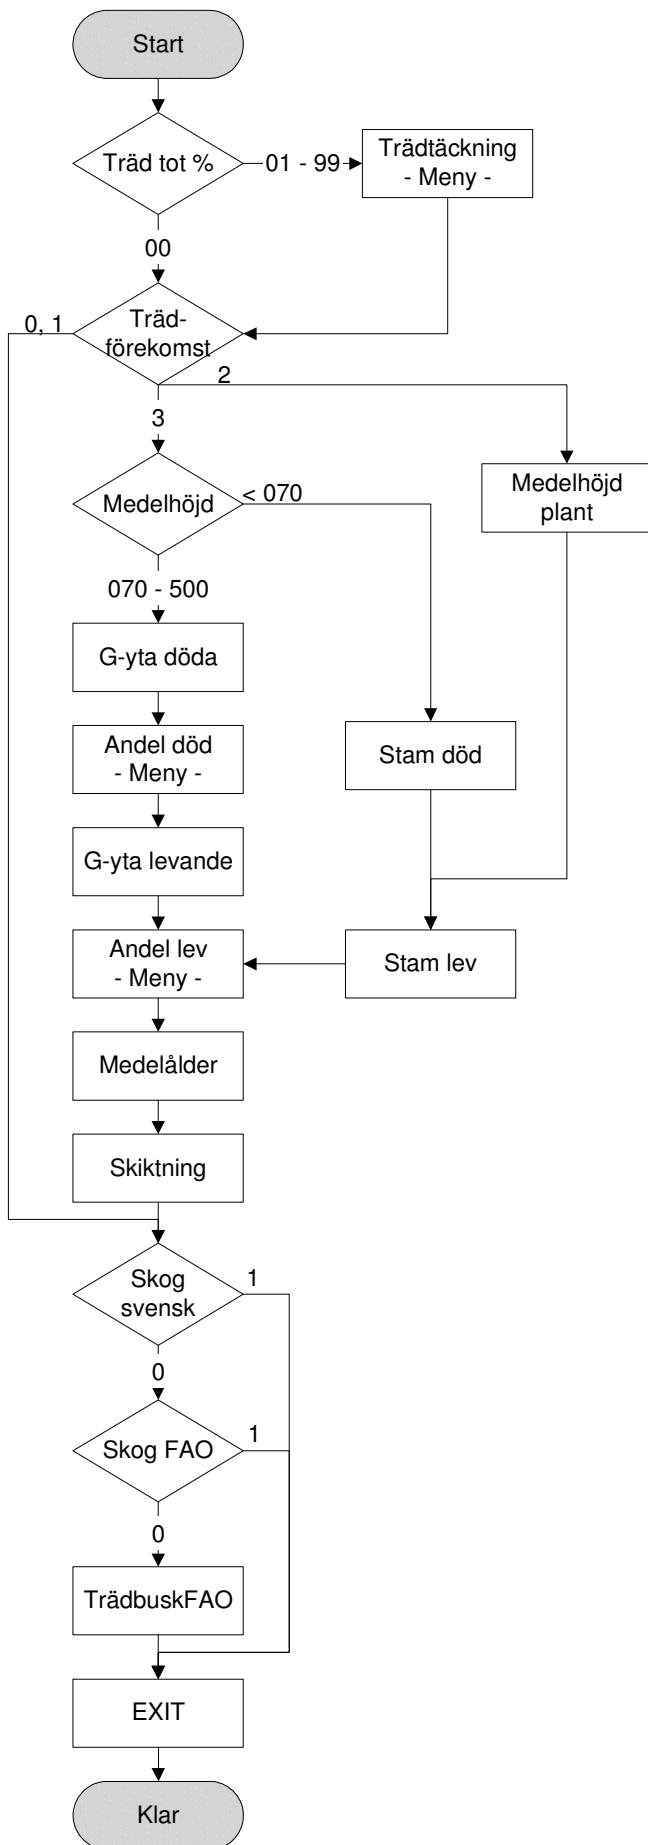 Start
Träd tot %
01 - 99
Trädtäckning
- Meny -
00
0, 1
Träd-
förekomst
2
3
Medelhöjd
< 070
Medelhöjd
plant
070 - 500
G-yta döda
Andel död
- Meny -
Stam död
G-yta levande
Andel lev
- Meny -
Stam lev
Medelålder
Skiktning
Skog
svensk
1
0
Skog FAO
1
0
TrädbuskFAO
EXIT
Klar